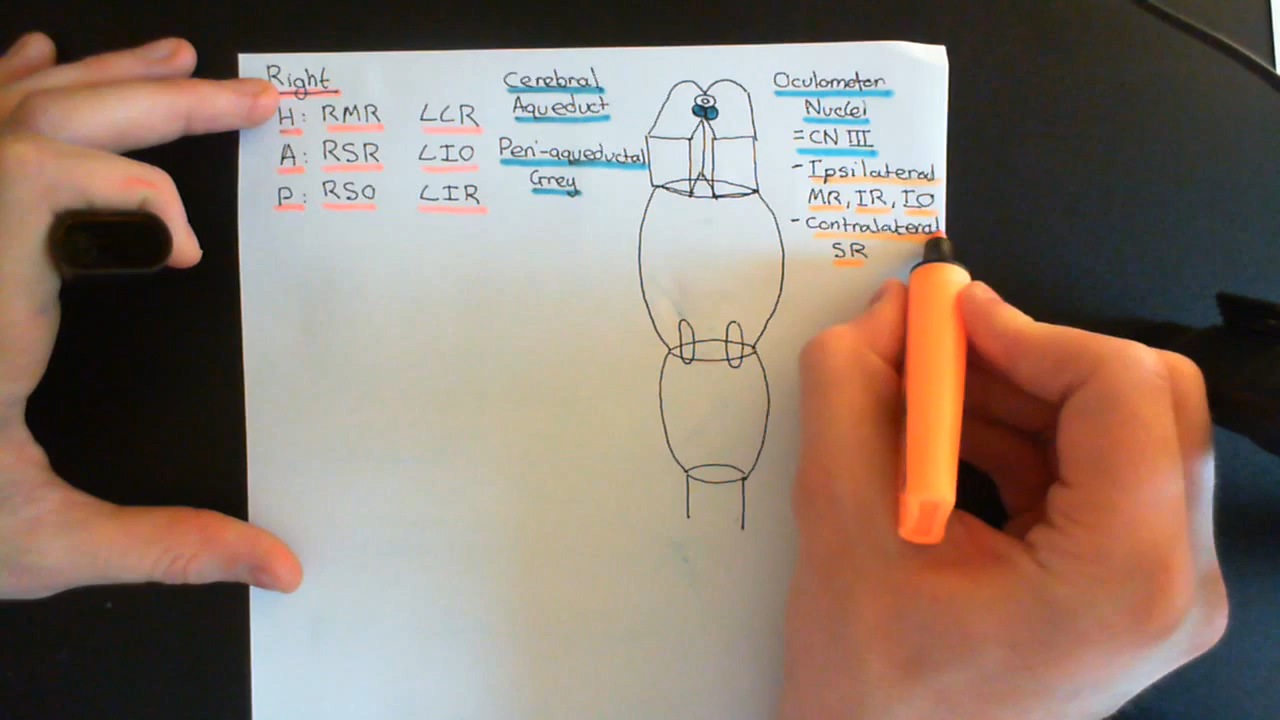 Right
H: RMR LCR
A: RSR LIO
P: RSO LIR
Cerebral
Aqueduct
Peri-aqueductal
Grey
Oculomotor
Nuclei
= CN III
- Ipsilateral
MR, IR, IO
- Contralateral
SR